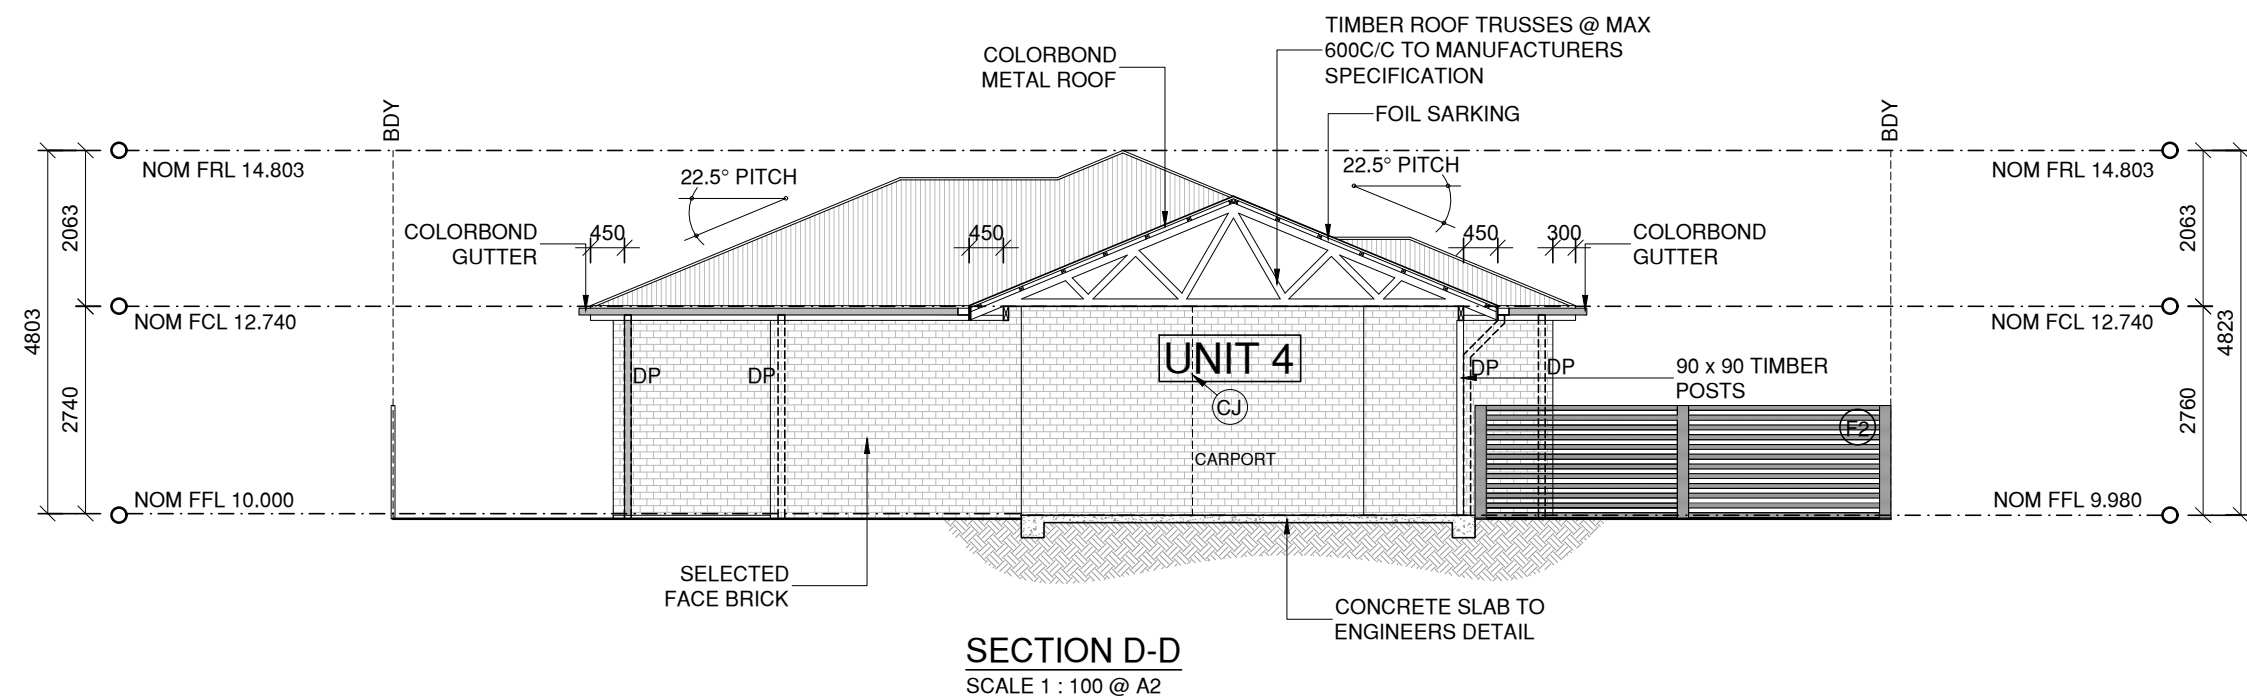 TIMBER ROOF TRUSSES @ MAX
600C/C TO MANUFACTURERS
SPECIFICATION
COLORBOND
METAL ROOF
FOIL SARKING
BDY
BDY
NOM FRL 14.803
22.5° PITCH
22.5° PITCH
NOM FRL 14.803
2063
COLORBOND
GUTTER
450
450
450
300
COLORBOND
GUTTER
2063
4803
NOM FCL 12.740
NOM FCL 12.740
4823
UNIT 4
DP
DP
DP
DP
90 x 90 TIMBER
POSTS
CJ
2740
F2
2760
CARPORT
NOM FFL 10.000
NOM FFL 9.980
SELECTED
FACE BRICK
CONCRETE SLAB TO
ENGINEERS DETAIL
SECTION D-D
SCALE 1 : 100 @ A2